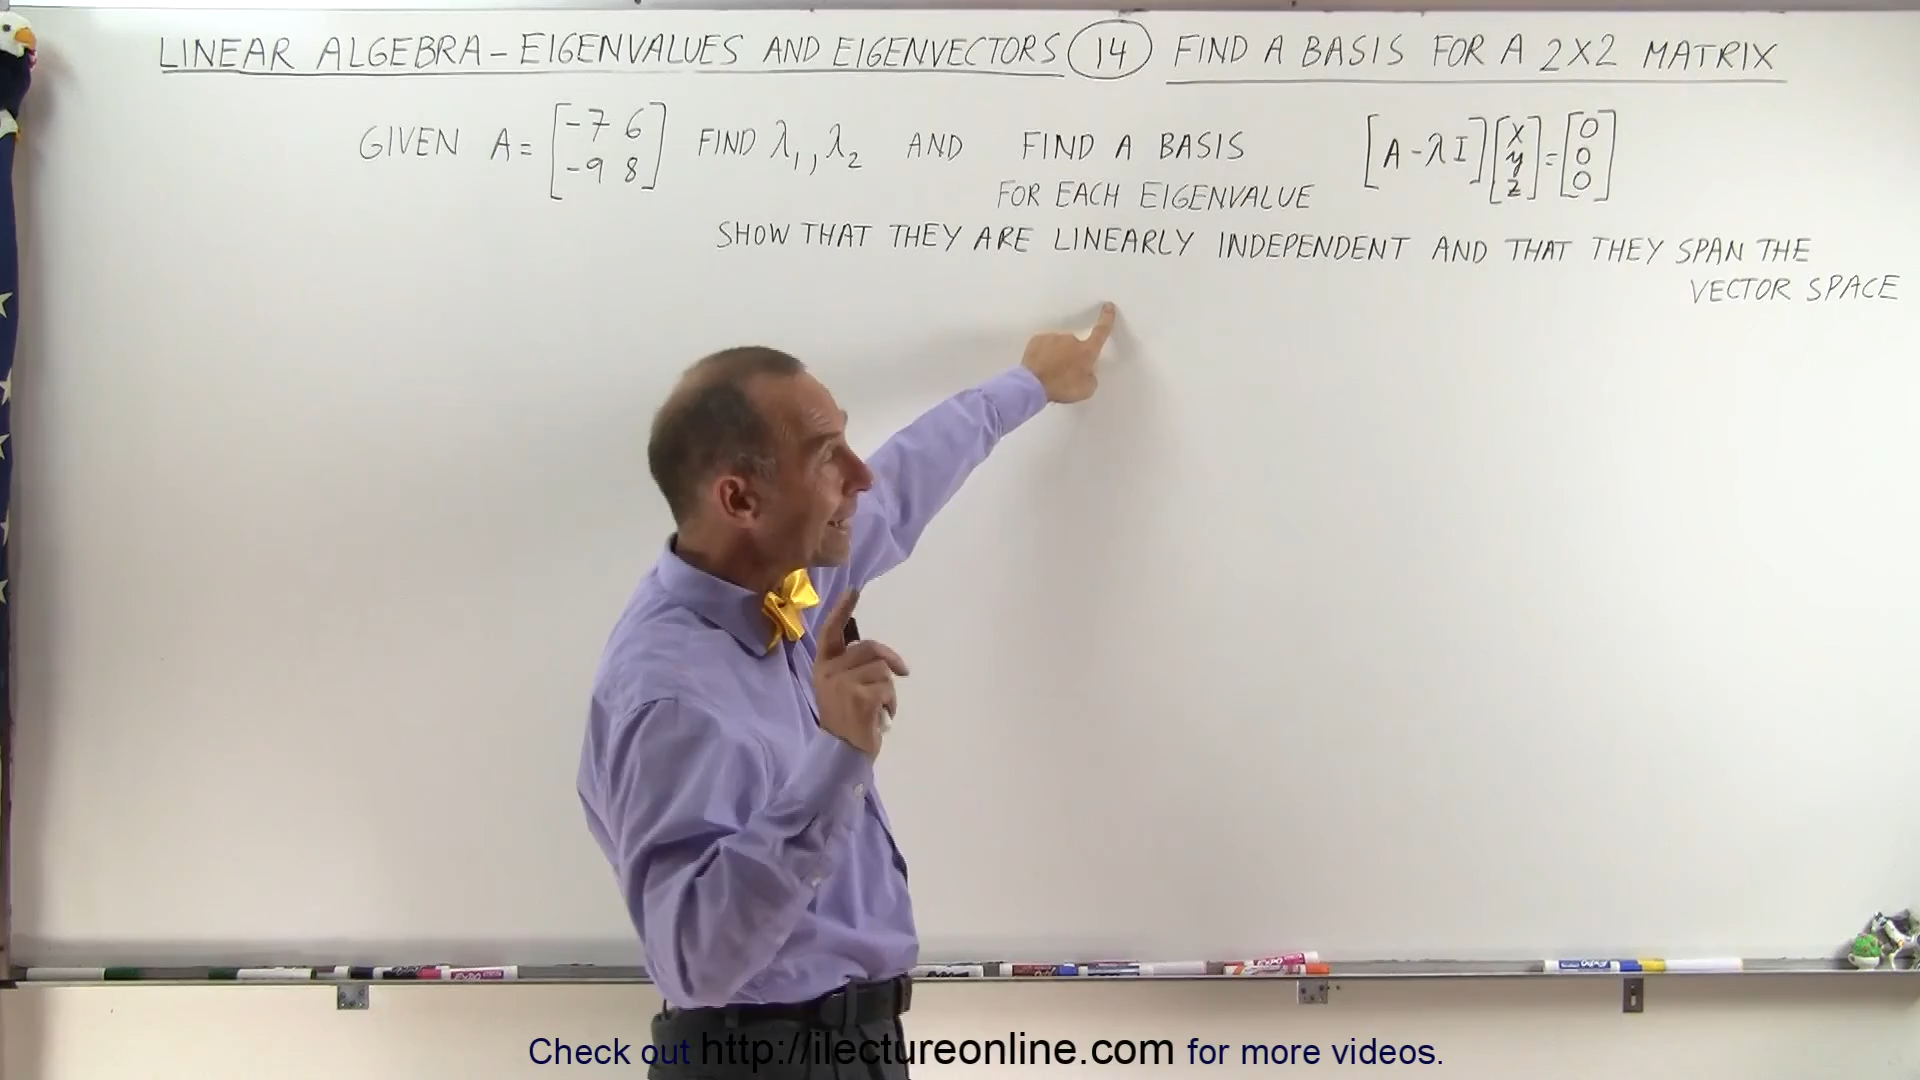 LINEAR ALGEBRA - EIGENVALUES AND EIGENVECTORS 14 FIND A BASIS FOR A 2X2 MATRIX
GIVEN A = [-7 6 -9 8] FIND λ1, λ2 AND FIND A BASIS [A - λI] [x y z] = [0 0 0]
FOR EACH EIGENVALUE
SHOW THAT THEY ARE LINEARLY INDEPENDENT AND THAT THEY SPAN THE
VECTOR SPACE
EXPO
EXPO
Check out http://ilectureonline.com for more videos.